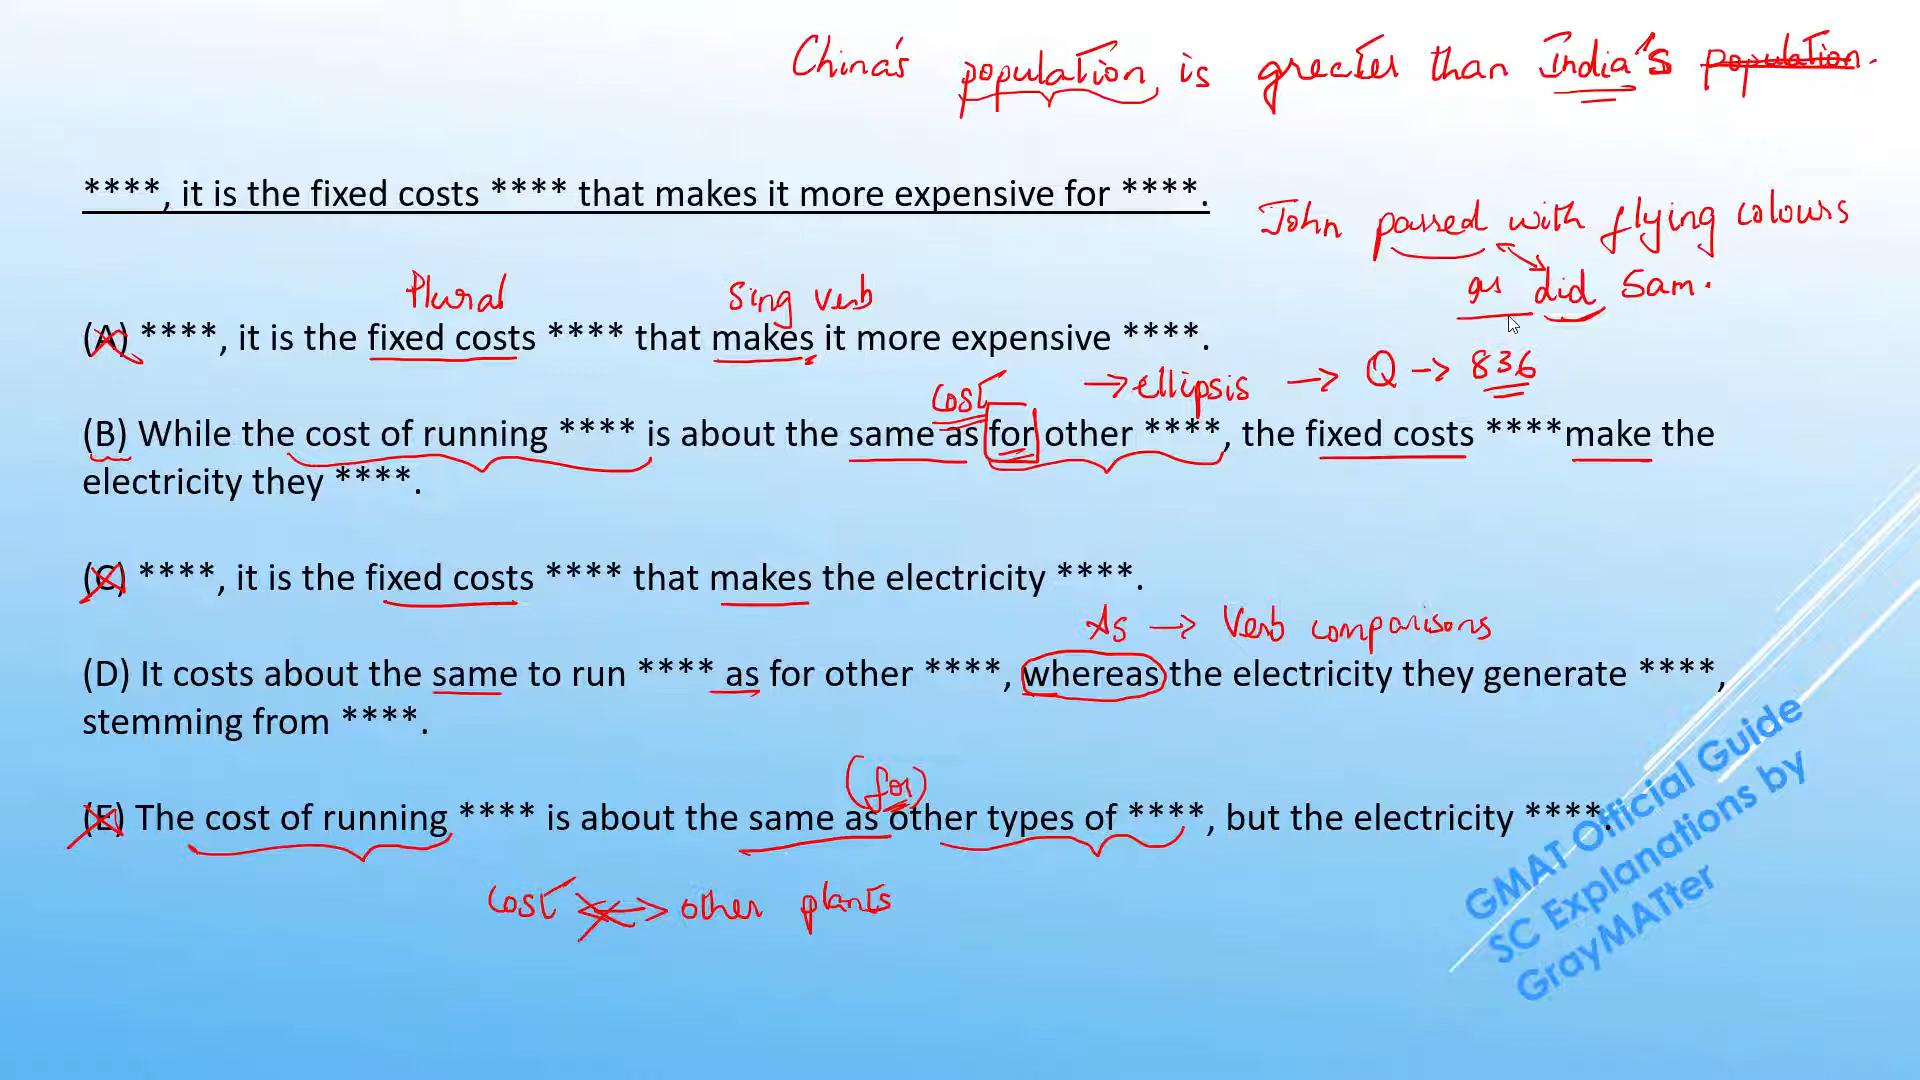 China's population is greater than India's population.
****, it is the fixed costs **** that makes it more expensive for ****.
John passed with flying colours
as did Sam.
Plural
Sing verb
(A) ****, it is the fixed costs **** that makes it more expensive ****.
cost → ellipsis → Q → 836
(B) While the cost of running **** is about the same as for other ****, the fixed costs ****make the
electricity they ****.
(C) ****, it is the fixed costs **** that makes the electricity ****.
As → Verb comparisons
(D) It costs about the same to run **** as for other ****, whereas the electricity they generate ****,
stemming from ****.
(for)
(E) The cost of running **** is about the same as other types of ****, but the electricity ****.
cost ↔ other plants
GMAT Official Guide
SC Explanations by
GrayMATter